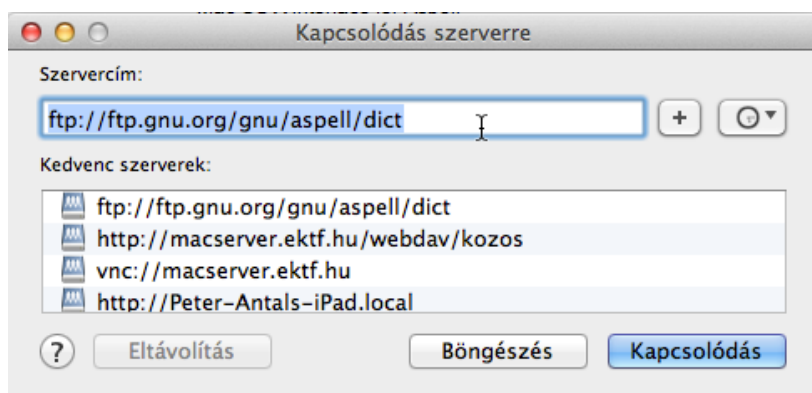 Kapcsolódás szerverre
Szervercím:
ftp://ftp.gnu.org/gnu/aspell/dict
+
Kedvenc szerverek:
ftp://ftp.gnu.org/gnu/aspell/dict
http://macserver.ektf.hu/webdav/kozos
vnc://macserver.ektf.hu
http://Peter-Antals-iPad.local
? Eltávolítás Böngészés Kapcsolódás